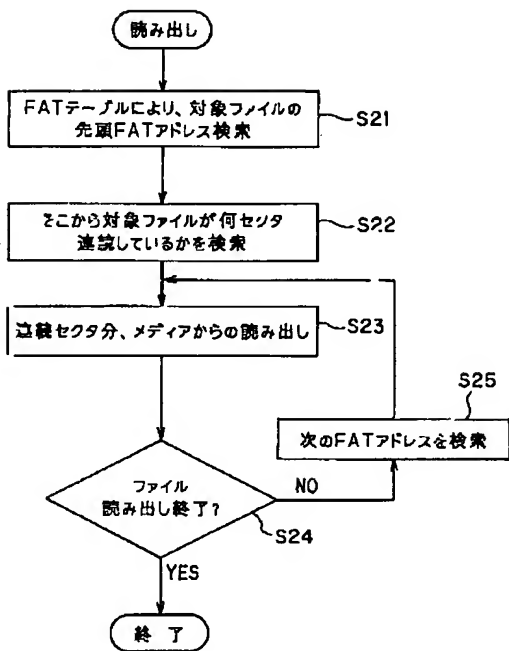 読み出し
FATテーブルにより、対象ファイルの
先頭FATアドレス検索
S21
そこから対象ファイルが何セクタ
連読しているかを検索
S22
連続セクタ分、メディアからの読み出し
S23
S25
次のFATアドレスを検索
ファイル
読み出し終了?
NO
S24
YES
終 了